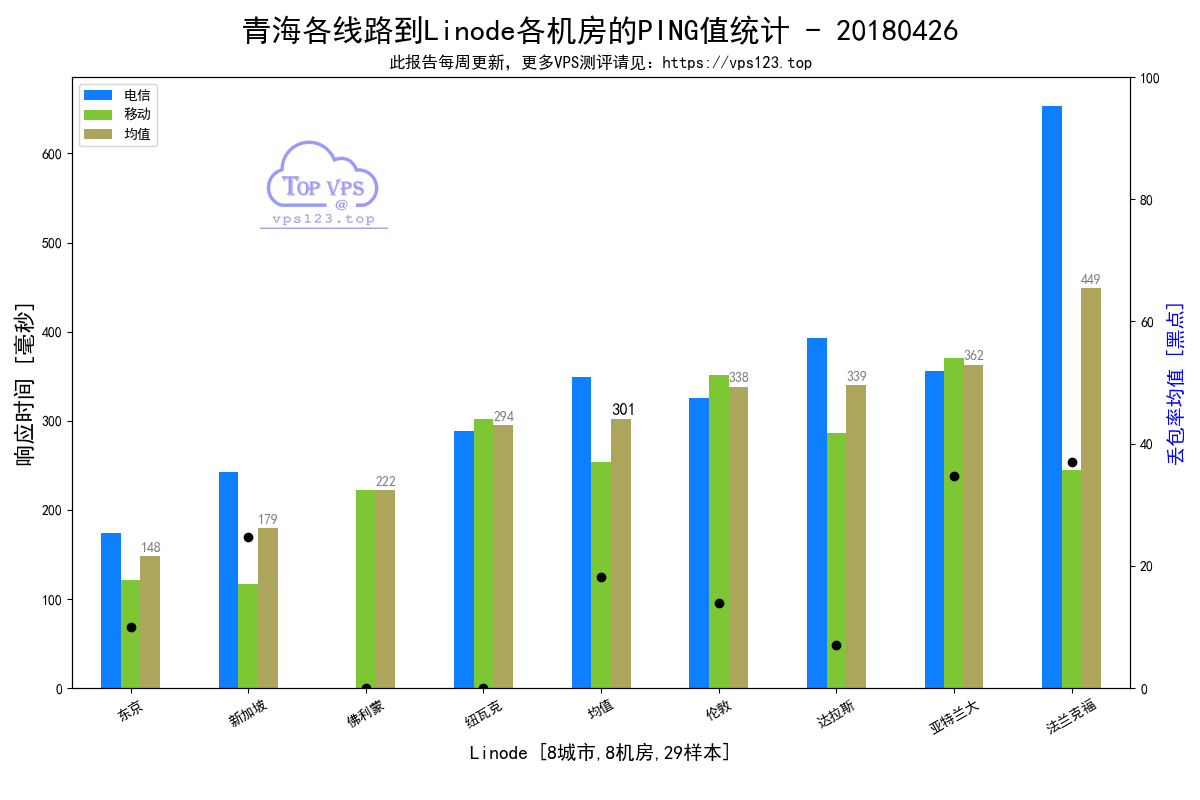 青海各线路到Linode各机房的PING值统计 - 20180426
此报告每周更新，更多VPS测评请见：https://vps123.top
电信
移动
均值
TOP VPS
@
vps123.top
响应时间 [毫秒]
600
500
400
300
200
100
0
148
179
222
294
301
338
339
362
449
100
80
60
40
20
0
丢包率均值 [黑点]
东京
新加坡
佛利蒙
纽瓦克
均值
伦敦
达拉斯
亚特兰大
法兰克福
Linode [8城市,8机房,29样本]